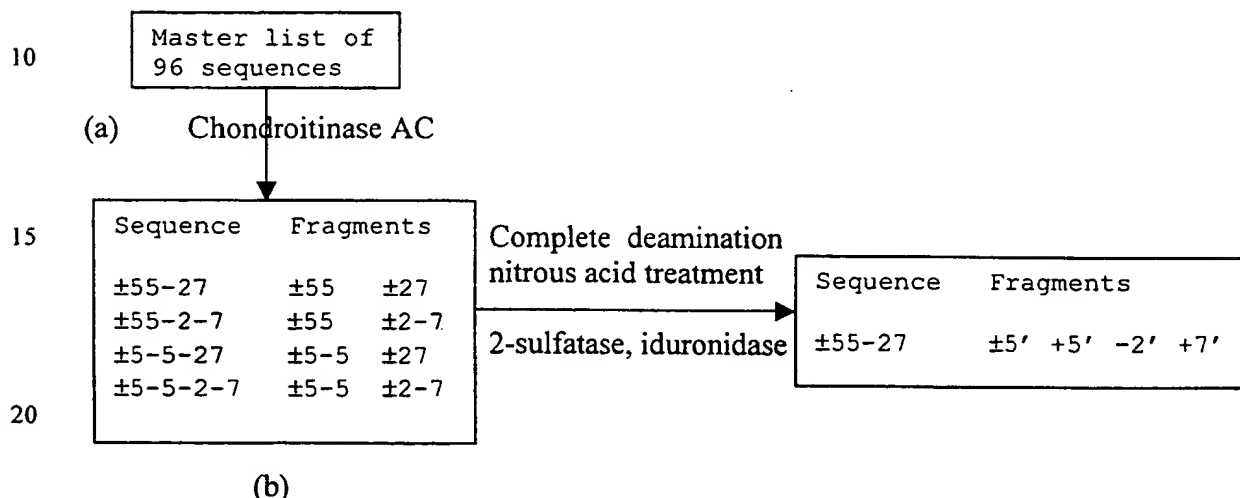 10
Master list of
96 sequences
(a) Chondroitinase AC
15
Sequence Fragments
±55-27 ±55 ±27
±55-2-7 ±55 ±2-7
±5-5-27 ±5-5 ±27
±5-5-2-7 ±5-5 ±2-7
Complete deamination
nitrous acid treatment
2-sulfatase, iduronidase
Sequence Fragments
±55-27 ±5′ +5′ -2′ +7′
20
(b)